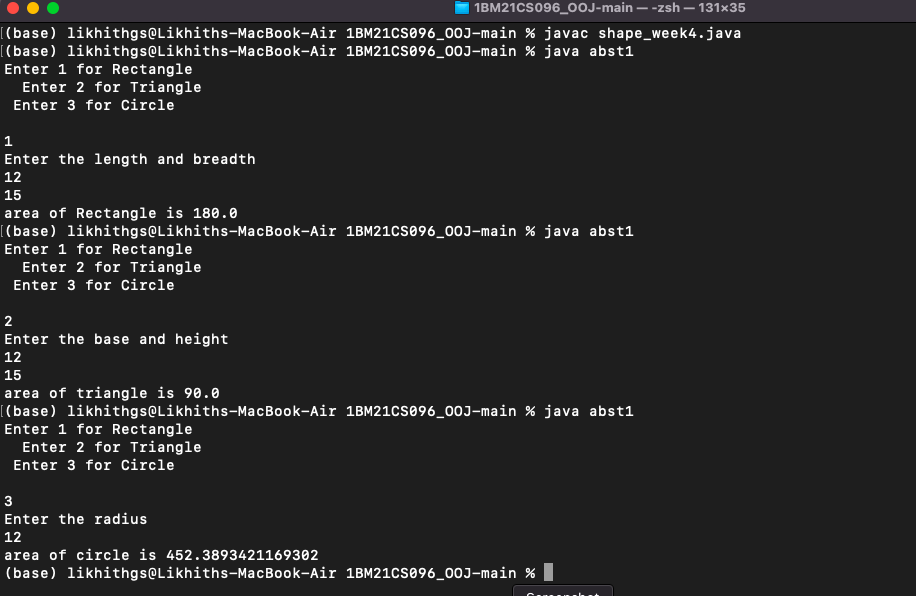 1BM21CS096_OOJ-main — -zsh — 131×35
[(base) likhithgs@Likhiths-MacBook-Air 1BM21CS096_OOJ-main % javac shape_week4.java
[(base) likhithgs@Likhiths-MacBook-Air 1BM21CS096_OOJ-main % java abst1
Enter 1 for Rectangle
  Enter 2 for Triangle
 Enter 3 for Circle

1
Enter the length and breadth
12
15
area of Rectangle is 180.0
[(base) likhithgs@Likhiths-MacBook-Air 1BM21CS096_OOJ-main % java abst1
Enter 1 for Rectangle
  Enter 2 for Triangle
 Enter 3 for Circle

2
Enter the base and height
12
15
area of triangle is 90.0
[(base) likhithgs@Likhiths-MacBook-Air 1BM21CS096_OOJ-main % java abst1
Enter 1 for Rectangle
  Enter 2 for Triangle
 Enter 3 for Circle

3
Enter the radius
12
area of circle is 452.3893421169302
(base) likhithgs@Likhiths-MacBook-Air 1BM21CS096_OOJ-main %
Screenshot